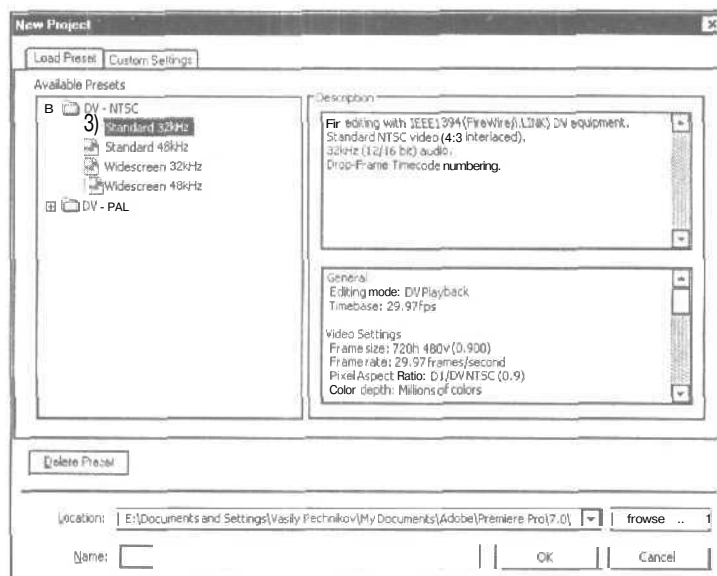 New Project
Load Preset Custom Settings
Available Presets
B DV - NTSC
3) Standard 32kHz
Standard 48kHz
Widescreen 32kHz
Widescreen 48kHz
DV - PAL
Description
Fir editing with IEEE1394 (FireWire/i.LINK) DV equipment.
Standard NTSC video (4:3 interlaced).
32kHz (12/16 bit) audio.
Drop-Frame Timecode numbering.
General
Editing mode: DV Playback
Timebase: 29.97fps
Video Settings
Frame size: 720h 480v (0.900)
Frame rate: 29.97 frames/second
Pixel Aspect Ratio: D1/DV NTSC (0.9)
Color depth: Millions of colors
Delete Preset
Location: E:\Documents and Settings\Vasily Pechnikov\My Documents\Adobe\Premiere Pro\7.0\ frowse .. 1
Name: OK Cancel